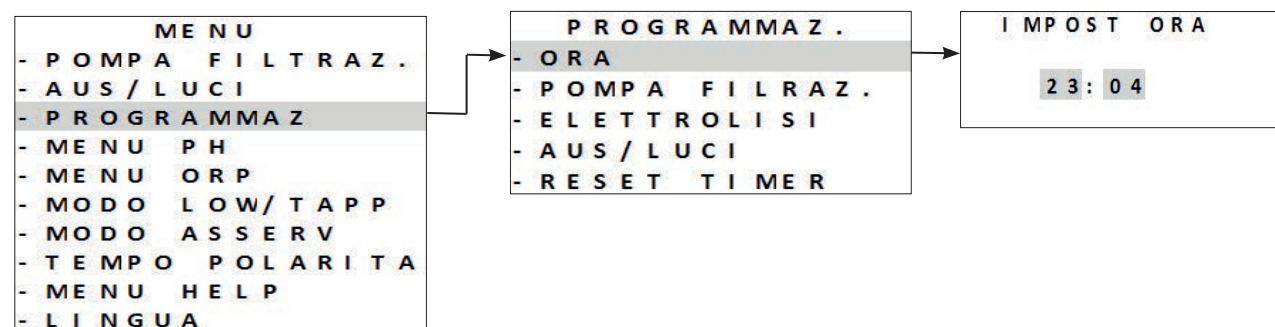 MENU
- POMPA FILTRAZ.
- AUS/LUCI
- PROGRAMMAZ
- MENU PH
- MENU ORP
- MODO LOW/TAPP
- MODO ASSERV
- TEMPO POLARITA
- MENU HELP
- LINGUA
PROGRAMMAZ.
- ORA
- POMPA FILRAZ.
- ELETTROLISI
- AUS/LUCI
- RESET TIMER
IMPOST ORA
23:04